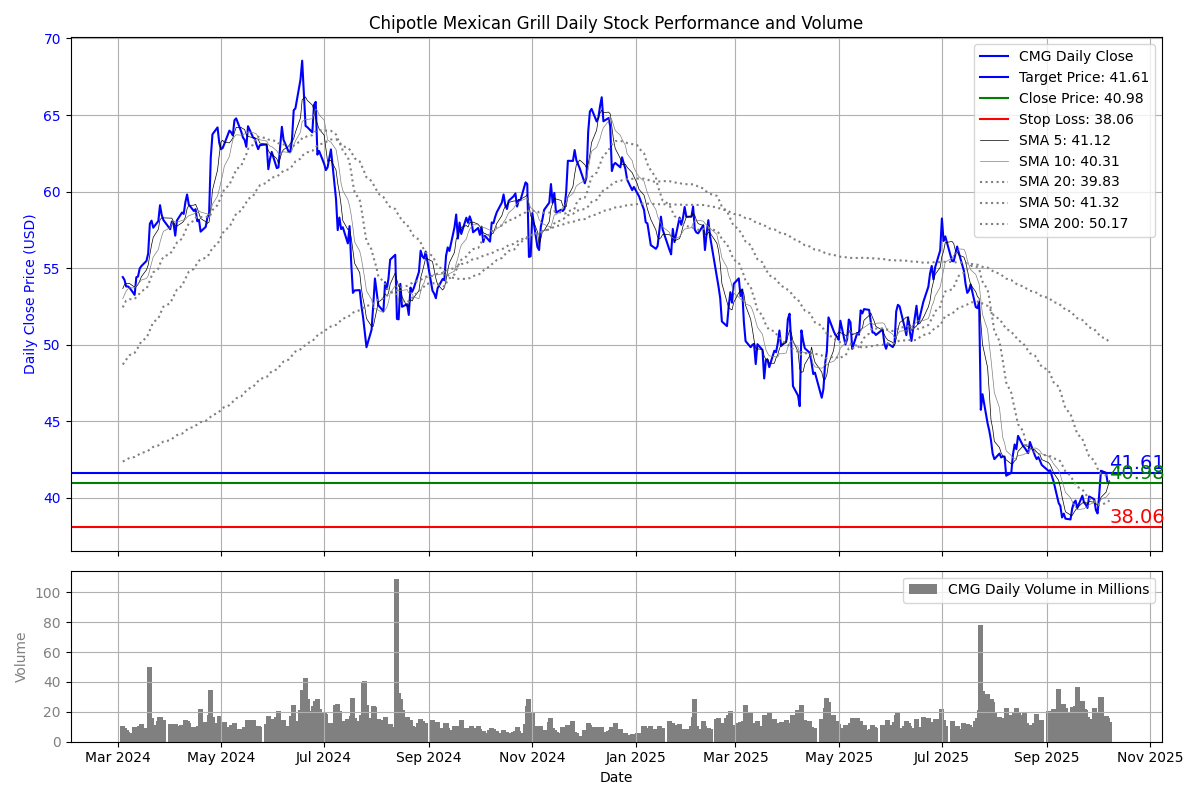 Chipotle Mexican Grill Daily Stock Performance and Volume
70
65
60
55
50
45
40
Daily Close Price (USD)
CMG Daily Close
Target Price: 41.61
Close Price: 40.98
Stop Loss: 38.06
SMA 5: 41.12
SMA 10: 40.31
SMA 20: 39.83
SMA 50: 41.32
SMA 200: 50.17
41.61
40.98
38.06
100
80
60
40
20
0
Volume
CMG Daily Volume in Millions
Mar 2024
May 2024
Jul 2024
Sep 2024
Nov 2024
Jan 2025
Mar 2025
May 2025
Jul 2025
Sep 2025
Nov 2025
Date